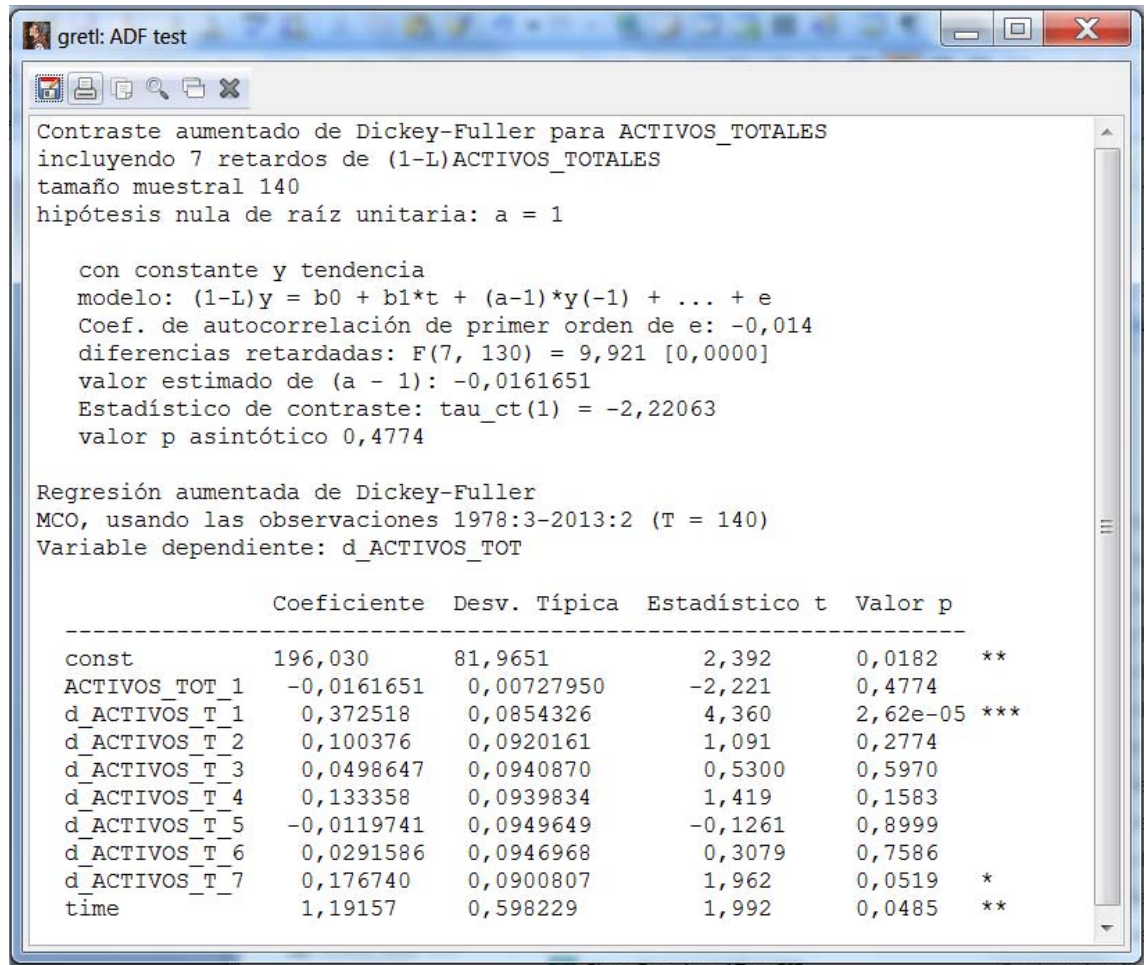 gretl: ADF test
Contraste aumentado de Dickey-Fuller para ACTIVOS_TOTALES
incluyendo 7 retardos de (1-L)ACTIVOS_TOTALES
tamaño muestral 140
hipótesis nula de raíz unitaria: a = 1
con constante y tendencia
modelo: (1-L)y = b0 + b1*t + (a-1)*y(-1) + ... + e
Coef. de autocorrelación de primer orden de e: -0,014
diferencias retardadas: F(7, 130) = 9,921 [0,0000]
valor estimado de (a - 1): -0,0161651
Estadístico de contraste: tau_ct(1) = -2,22063
valor p asintótico 0,4774
Regresión aumentada de Dickey-Fuller
MCO, usando las observaciones 1978:3-2013:2 (T = 140)
Variable dependiente: d_ACTIVOS_TOT
Coeficiente Desv. Típica Estadístico t Valor p
------------------------------------------------------------------
const 196,030 81,9651 2,392 0,0182 **
ACTIVOS_TOT_1 -0,0161651 0,00727950 -2,221 0,4774
d_ACTIVOS_T_1 0,372518 0,0854326 4,360 2,62e-05 ***
d_ACTIVOS_T_2 0,100376 0,0920161 1,091 0,2774
d_ACTIVOS_T_3 0,0498647 0,0940870 0,5300 0,5970
d_ACTIVOS_T_4 0,133358 0,0939834 1,419 0,1583
d_ACTIVOS_T_5 -0,0119741 0,0949649 -0,1261 0,8999
d_ACTIVOS_T_6 0,0291586 0,0946968 0,3079 0,7586
d_ACTIVOS_T_7 0,176740 0,0900807 1,962 0,0519 *
time 1,19157 0,598229 1,992 0,0485 **